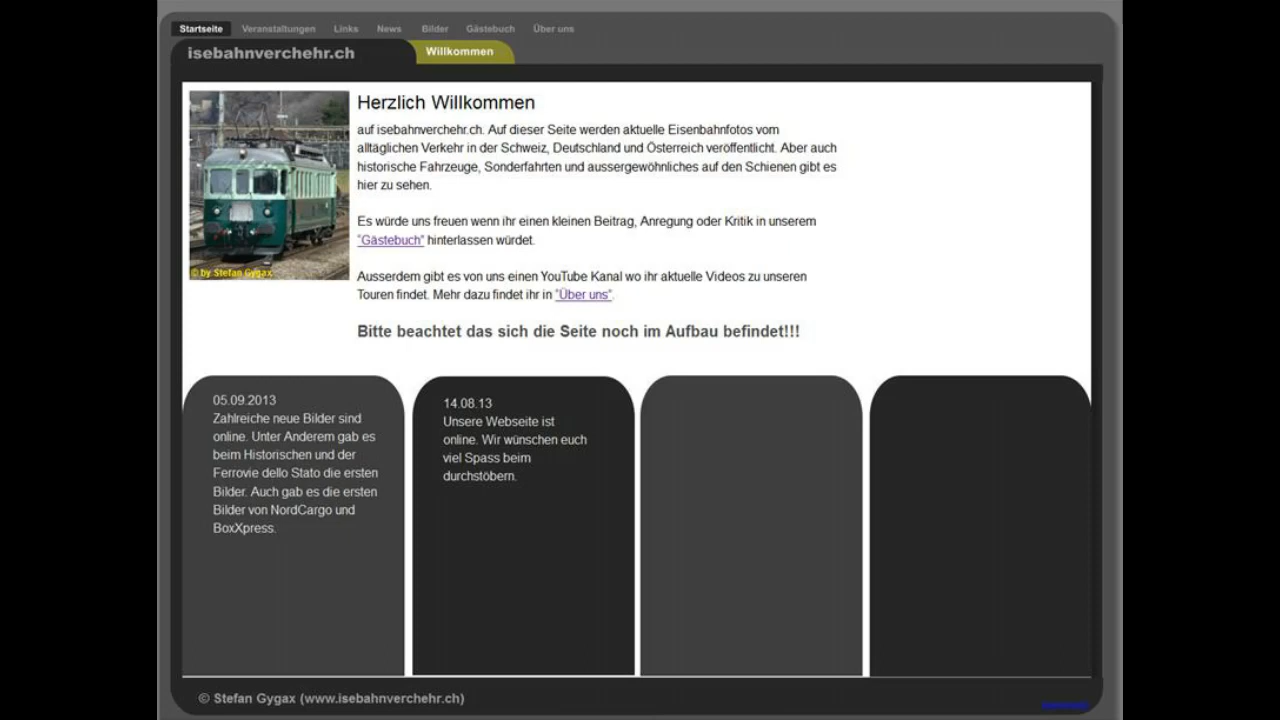 Startseite Veranstaltungen Links News Bilder Gästebuch Über uns
isebahnverchehr.ch
Willkommen
Herzlich Willkommen
auf isebahnverchehr.ch. Auf dieser Seite werden aktuelle Eisenbahnfotos vom
alltäglichen Verkehr in der Schweiz, Deutschland und Österreich veröffentlicht. Aber auch
historische Fahrzeuge, Sonderfahrten und aussergewöhnliches auf den Schienen gibt es
hier zu sehen.
Es würde uns freuen wenn ihr einen kleinen Beitrag, Anregung oder Kritik in unserem
"Gästebuch" hinterlassen würdet.
Ausserdem gibt es von uns einen YouTube Kanal wo ihr aktuelle Videos zu unseren
Touren findet. Mehr dazu findet ihr in "Über uns".
Bitte beachtet das sich die Seite noch im Aufbau befindet!!!
© by Stefan Gygax
05.09.2013
Zahlreiche neue Bilder sind
online. Unter Anderem gab es
beim Historischen und der
Ferrovie dello Stato die ersten
Bilder. Auch gab es die ersten
Bilder von NordCargo und
BoxXpress.
14.08.13
Unsere Webseite ist
online. Wir wünschen euch
viel Spass beim
durchstöbern.
© Stefan Gygax (www.isebahnverchehr.ch)